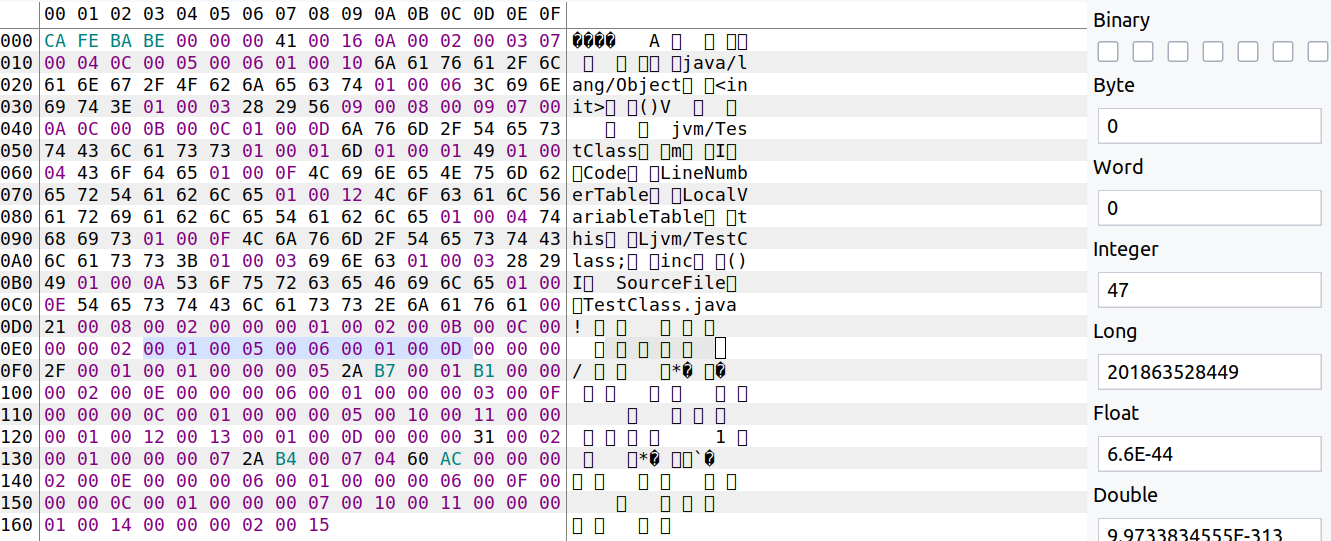 00 01 02 03 04 05 06 07 08 09 0A 0B 0C 0D 0E 0F
000 CA FE BA BE 00 00 00 41 00 16 0A 00 02 00 03 07 A
010 00 04 0C 00 05 00 06 01 00 10 6A 61 76 61 2F 6C java/l
020 61 6E 67 2F 4F 62 6A 65 63 74 01 00 06 3C 69 6E ang/Object <in
030 69 74 3E 01 00 03 28 29 56 09 00 08 00 09 07 00 it> ()V
040 0A 0C 00 0B 00 0C 01 00 0D 6A 76 6D 2F 54 65 73 jvm/Tes
050 74 43 6C 61 73 73 01 00 01 6D 01 00 01 49 01 00 tClass m I
060 04 43 6F 64 65 01 00 0F 4C 69 6E 65 4E 75 6D 62 Code LineNumb
070 65 72 54 61 62 6C 65 01 00 12 4C 6F 63 61 6C 56 erTable LocalV
080 61 72 69 61 62 6C 65 54 61 62 6C 65 01 00 04 74 ariableTable t
090 68 69 73 01 00 0F 4C 6A 76 6D 2F 54 65 73 74 43 his Ljvm/TestC
0A0 6C 61 73 73 3B 01 00 03 69 6E 63 01 00 03 28 29 lass; inc ()
0B0 49 01 00 0A 53 6F 75 72 63 65 46 69 6C 65 01 00 I SourceFile
0C0 0E 54 65 73 74 43 6C 61 73 73 2E 6A 61 76 61 00 TestClass.java
0D0 21 00 08 00 02 00 00 00 01 00 02 00 0B 00 0C 00 !
0E0 00 00 02 00 01 00 05 00 06 00 01 00 0D 00 00 00
0F0 2F 00 01 00 01 00 00 00 05 2A B7 00 01 B1 00 00 / *
100 00 02 00 0E 00 00 00 06 00 01 00 00 00 03 00 0F
110 00 00 00 0C 00 01 00 00 00 05 00 10 00 11 00 00
120 00 01 00 12 00 13 00 01 00 0D 00 00 00 31 00 02 1
130 00 01 00 00 00 07 2A B4 00 07 04 60 AC 00 00 00 * `
140 02 00 0E 00 00 00 06 00 01 00 00 00 06 00 0F 00
150 00 00 0C 00 01 00 00 00 07 00 10 00 11 00 00 00
160 01 00 14 00 00 00 02 00 15
Binary
Byte
0
Word
0
Integer
47
Long
201863528449
Float
6.6E-44
Double
9.9733834555E-313